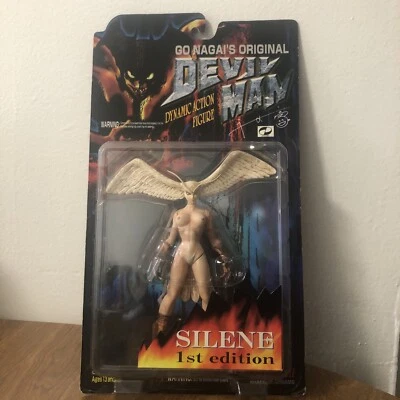 GO NAGAI'S ORIGINAL
DEVIL
MAN
DYNAMIC ACTION
FIGURE
WARNING:
SILENE
1st edition